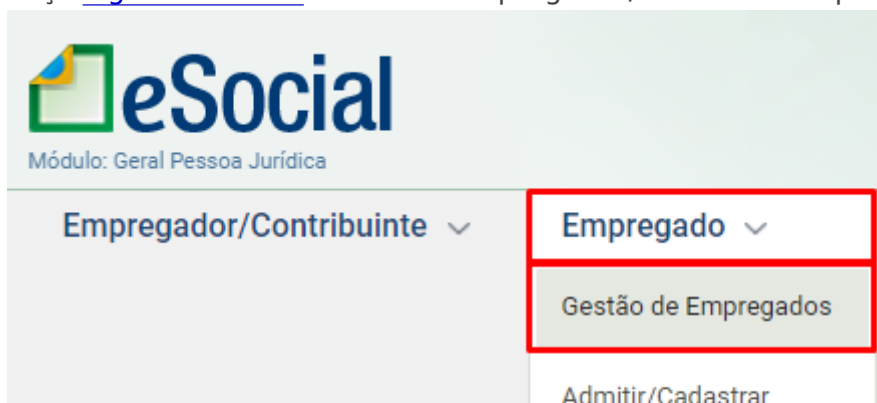 eSocial
Módulo: Geral Pessoa Jurídica
Empregador/Contribuinte
Empregado
Gestão de Empregados
Admitir/Cadastrar